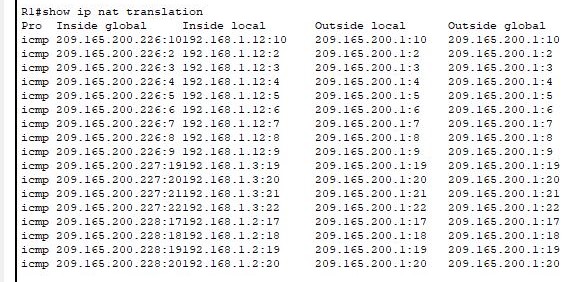 R1#show ip nat translation
Pro Inside global Inside local Outside local Outside global
icmp 209.165.200.226:10192.168.1.12:10 209.165.200.1:10 209.165.200.1:10
icmp 209.165.200.226:2 192.168.1.12:2 209.165.200.1:2 209.165.200.1:2
icmp 209.165.200.226:3 192.168.1.12:3 209.165.200.1:3 209.165.200.1:3
icmp 209.165.200.226:4 192.168.1.12:4 209.165.200.1:4 209.165.200.1:4
icmp 209.165.200.226:5 192.168.1.12:5 209.165.200.1:5 209.165.200.1:5
icmp 209.165.200.226:6 192.168.1.12:6 209.165.200.1:6 209.165.200.1:6
icmp 209.165.200.226:7 192.168.1.12:7 209.165.200.1:7 209.165.200.1:7
icmp 209.165.200.226:8 192.168.1.12:8 209.165.200.1:8 209.165.200.1:8
icmp 209.165.200.226:9 192.168.1.12:9 209.165.200.1:9 209.165.200.1:9
icmp 209.165.200.227:19192.168.1.3:19 209.165.200.1:19 209.165.200.1:19
icmp 209.165.200.227:20192.168.1.3:20 209.165.200.1:20 209.165.200.1:20
icmp 209.165.200.227:21192.168.1.3:21 209.165.200.1:21 209.165.200.1:21
icmp 209.165.200.227:22192.168.1.3:22 209.165.200.1:22 209.165.200.1:22
icmp 209.165.200.228:17192.168.1.2:17 209.165.200.1:17 209.165.200.1:17
icmp 209.165.200.228:18192.168.1.2:18 209.165.200.1:18 209.165.200.1:18
icmp 209.165.200.228:19192.168.1.2:19 209.165.200.1:19 209.165.200.1:19
icmp 209.165.200.228:20192.168.1.2:20 209.165.200.1:20 209.165.200.1:20